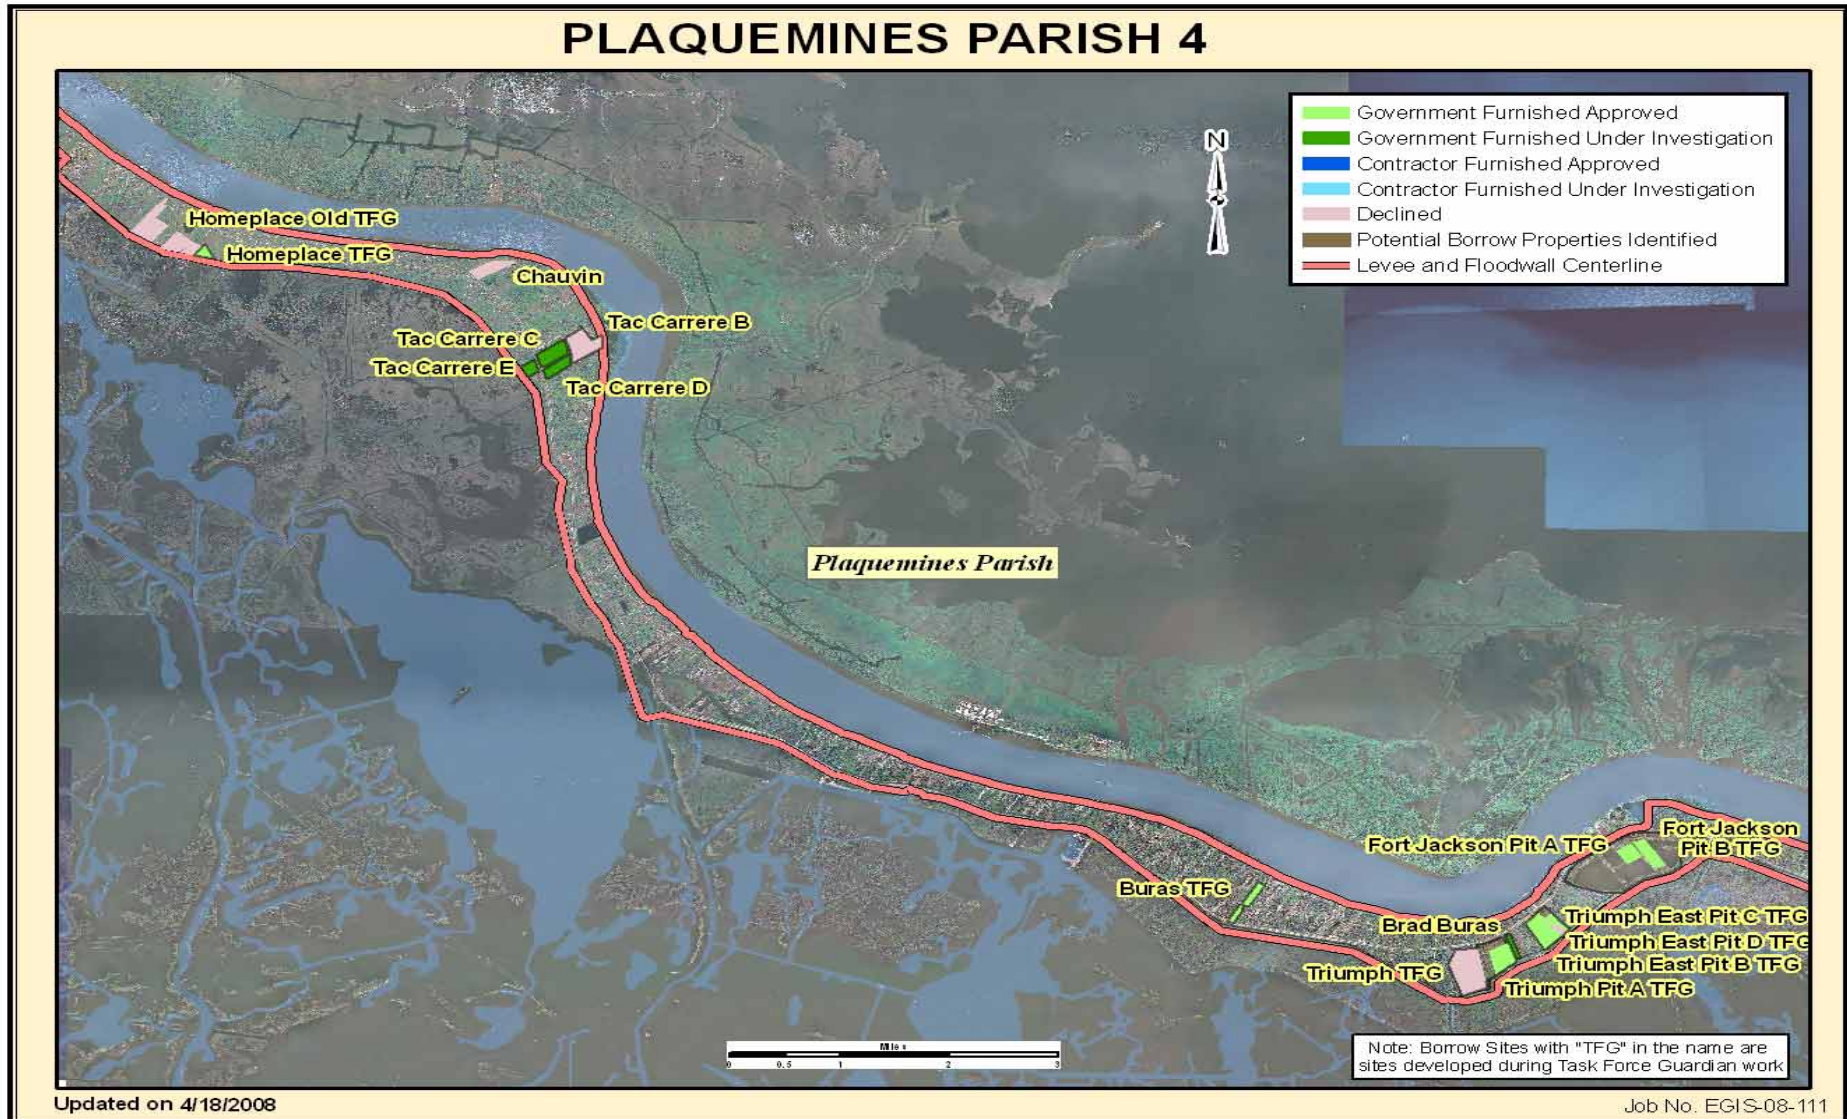 PLAQUEMINES PARISH 4
Government Furnished Approved
Government Furnished Under Investigation
Contractor Furnished Approved
Contractor Furnished Under Investigation
Declined
Potential Borrow Properties Identified
Levee and Floodwall Centerline
N
Homeplace Old TFG
Homeplace TFG
Chauvin
Tac Carrere B
Tac Carrere C
Tac Carrere E
Tac Carrere D
Plaquemines Parish
Fort Jackson Pit A TFG
Fort Jackson
Pit B TFG
Buras TFG
Brad Buras
Triumph East Pit C TFG
Triumph East Pit D TFG
Triumph East Pit B TFG
Triumph TFG
Triumph Pit A TFG
Miles
0 0.5 1 2 3
Note: Borrow Sites with "TFG" in the name are
sites developed during Task Force Guardian work
Updated on 4/18/2008
Job No. EGIS-08-111